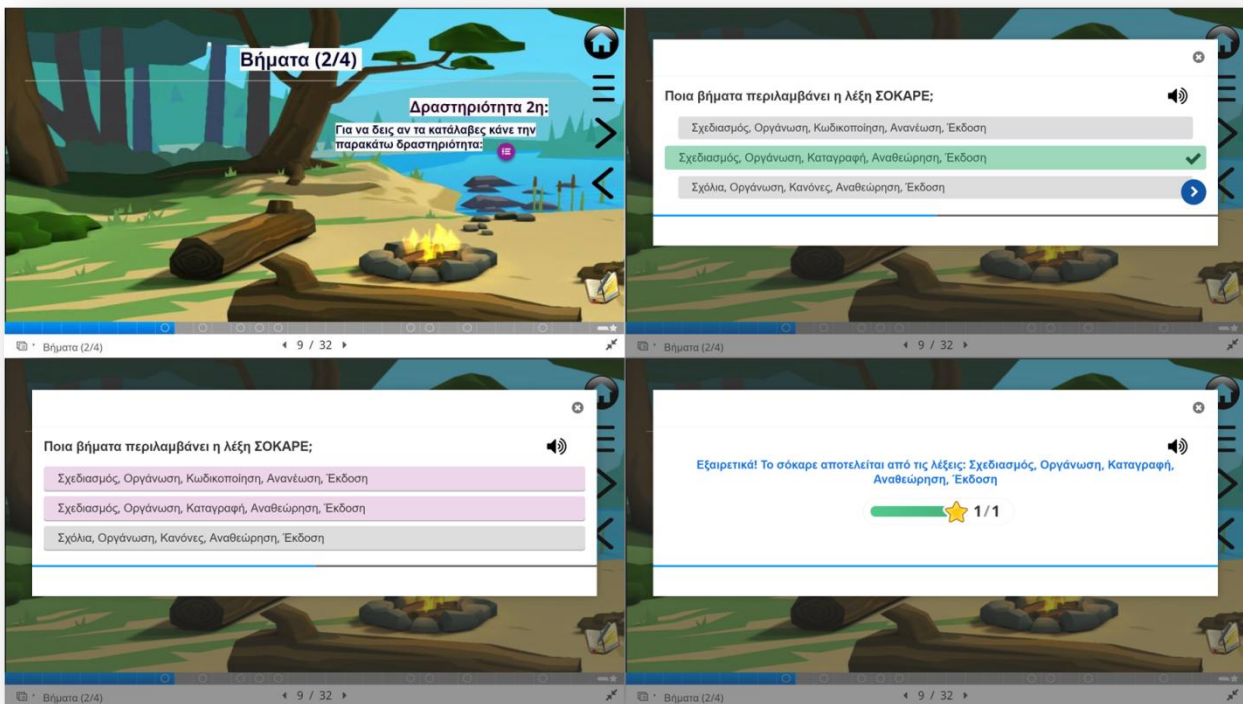 Βήματα (2/4)
Δραστηριότητα 2η:
Για να δεις αν τα κατάλαβες κάνε την
παρακάτω δραστηριότητα:
Βήματα (2/4)
9 / 32
Ποια βήματα περιλαμβάνει η λέξη ΣΟΚΑΡΕ;
Σχεδιασμός, Οργάνωση, Κωδικοποίηση, Ανανέωση, Έκδοση
Σχεδιασμός, Οργάνωση, Καταγραφή, Αναθεώρηση, Έκδοση
Σχόλια, Οργάνωση, Κανόνες, Αναθεώρηση, Έκδοση
Βήματα (2/4)
9 / 32
Ποια βήματα περιλαμβάνει η λέξη ΣΟΚΑΡΕ;
Σχεδιασμός, Οργάνωση, Κωδικοποίηση, Ανανέωση, Έκδοση
Σχεδιασμός, Οργάνωση, Καταγραφή, Αναθεώρηση, Έκδοση
Σχόλια, Οργάνωση, Κανόνες, Αναθεώρηση, Έκδοση
Βήματα (2/4)
9 / 32
Εξαιρετικά! Το σόκαρε αποτελείται από τις λέξεις: Σχεδιασμός, Οργάνωση, Καταγραφή,
Αναθεώρηση, Έκδοση
1/1
Βήματα (2/4)
9 / 32